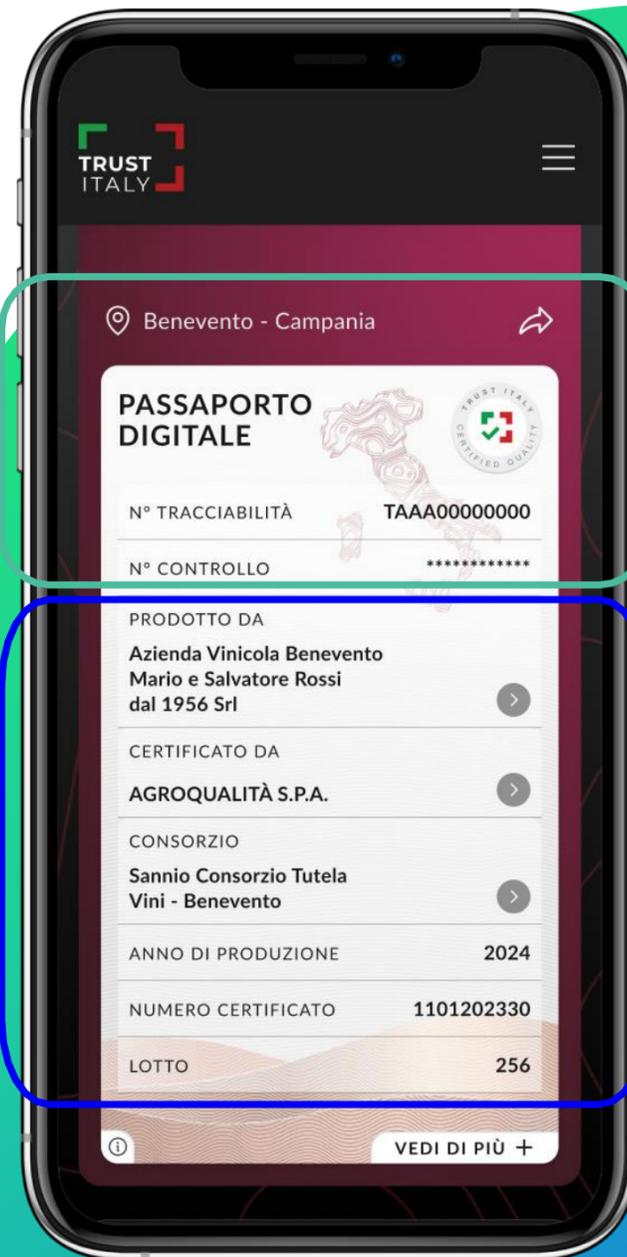 TRUST
ITALY
Benevento - Campania
PASSAPORTO
DIGITALE
TRUST ITALY
CERTIFIED QUALITY
N° TRACCIABILITÀ TAAA00000000
N° CONTROLLO ************
PRODOTTO DA
Azienda Vinicola Benevento
Mario e Salvatore Rossi
dal 1956 Srl
CERTIFICATO DA
AGROQUALITÀ S.P.A.
CONSORZIO
Sannio Consorzio Tutela
Vini - Benevento
ANNO DI PRODUZIONE 2024
NUMERO CERTIFICATO 1101202330
LOTTO 256
VEDI DI PIÙ +